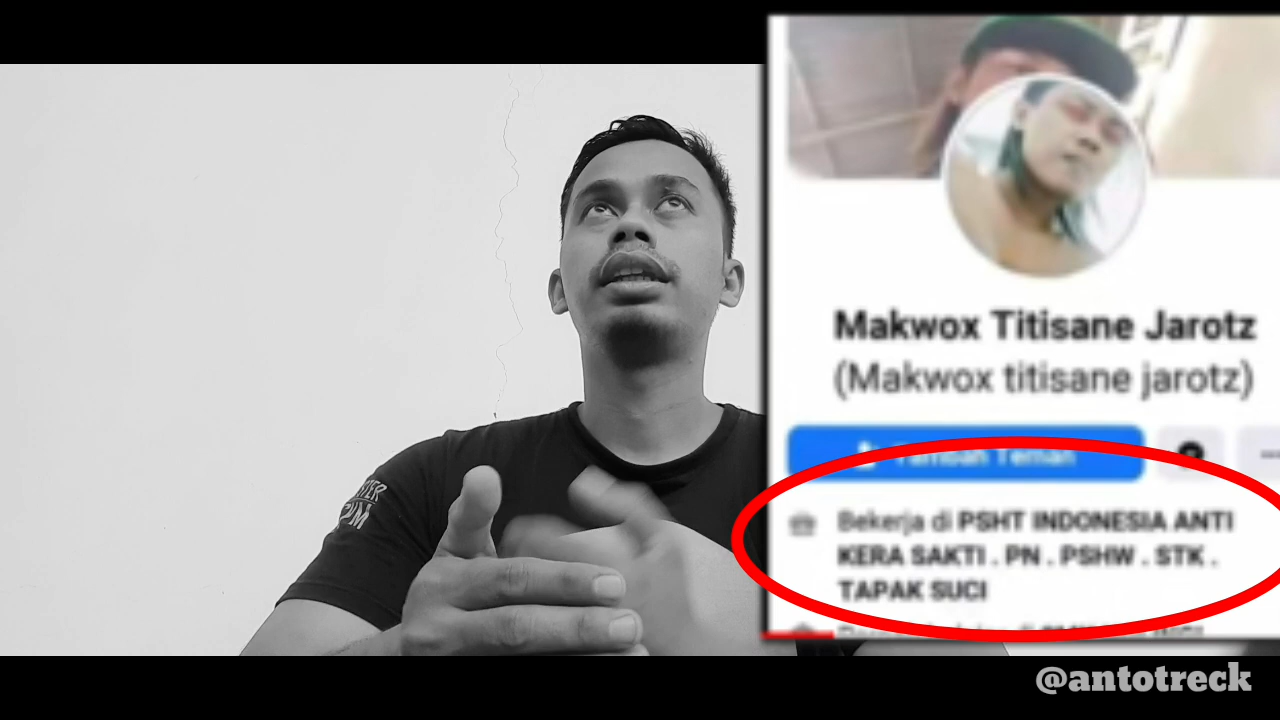 Makwox Titisane Jarotz
(Makwox titisane jarotz)
Bekerja di PSHT INDONESIA ANTI
KERA SAKTI . PN . PSHW . STK .
TAPAK SUCI
@antotreck